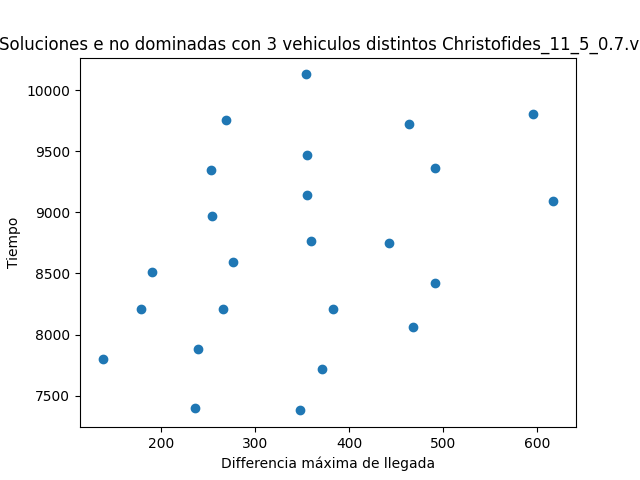 Soluciones e no dominadas con 3 vehiculos distintos Christofides_11_5_0.7.v
10000
9500
9000
8500
8000
7500
Tiempo
200 300 400 500 600
Differencia máxima de llegada